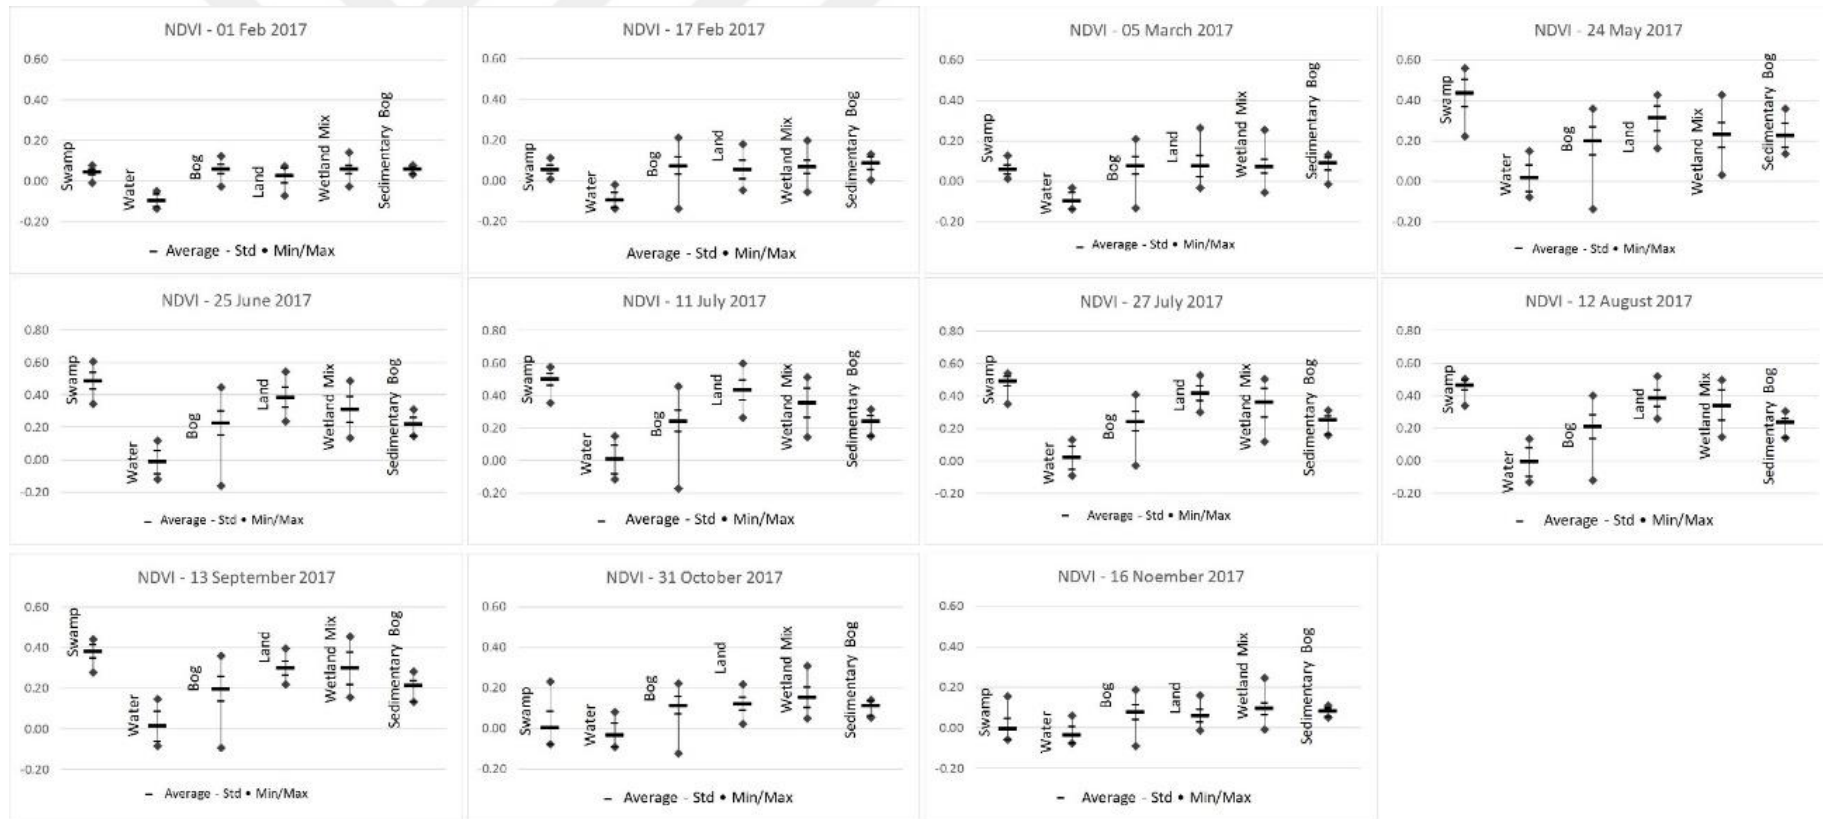 NDVI - 01 Feb 2017
0.60
0.40
0.20
0.00
-0.20
Swamp
Water
Bog
Land
Wetland Mix
Sedimentary Bog
– Average - Std • Min/Max
NDVI - 17 Feb 2017
0.60
0.40
0.20
0.00
-0.20
Swamp
Water
Bog
Land
Wetland Mix
Sedimentary Bog
Average - Std • Min/Max
NDVI - 05 March 2017
0.60
0.40
0.20
0.00
-0.20
Swamp
Water
Bog
Land
Wetland Mix
Sedimentary Bog
– Average - Std • Min/Max
NDVI - 24 May 2017
0.60
0.40
0.20
0.00
-0.20
Swamp
Water
Bog
Land
Wetland Mix
Sedimentary Bog
– Average - Std • Min/Max
NDVI - 25 June 2017
0.80
0.60
0.40
0.20
0.00
-0.20
Swamp
Water
Bog
Land
Wetland Mix
Sedimentary Bog
– Average - Std • Min/Max
NDVI - 11 July 2017
0.80
0.60
0.40
0.20
0.00
-0.20
Swamp
Water
Bog
Land
Wetland Mix
Sedimentary Bog
– Average - Std • Min/Max
NDVI - 27 July 2017
0.80
0.60
0.40
0.20
0.00
-0.20
Swamp
Water
Bog
Land
Wetland Mix
Sedimentary Bog
– Average - Std • Min/Max
NDVI - 12 August 2017
0.80
0.60
0.40
0.20
0.00
-0.20
Swamp
Water
Bog
Land
Wetland Mix
Sedimentary Bog
– Average - Std • Min/Max
NDVI - 13 September 2017
0.60
0.40
0.20
0.00
-0.20
Swamp
Water
Bog
Land
Wetland Mix
Sedimentary Bog
– Average - Std • Min/Max
NDVI - 31 October 2017
0.60
0.40
0.20
0.00
-0.20
Swamp
Water
Bog
Land
Wetland Mix
Sedimentary Bog
– Average - Std • Min/Max
NDVI - 16 Noember 2017
0.60
0.40
0.20
0.00
-0.20
Swamp
Water
Bog
Land
Wetland Mix
Sedimentary Bog
– Average - Std • Min/Max